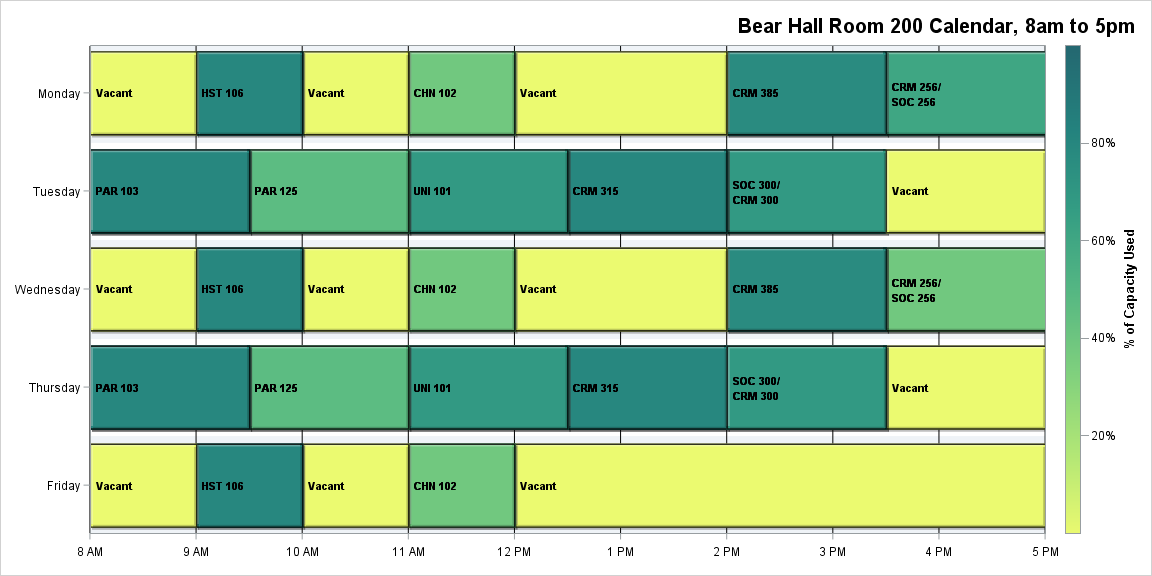 Bear Hall Room 200 Calendar, 8am to 5pm
Monday
Vacant
HST 106
Vacant
CHN 102
Vacant
CRM 385
CRM 256/
SOC 256
Tuesday
PAR 103
PAR 125
UNI 101
CRM 315
SOC 300/
CRM 300
Vacant
Wednesday
Vacant
HST 106
Vacant
CHN 102
Vacant
CRM 385
CRM 256/
SOC 256
Thursday
PAR 103
PAR 125
UNI 101
CRM 315
SOC 300/
CRM 300
Vacant
Friday
Vacant
HST 106
Vacant
CHN 102
Vacant
8 AM
9 AM
10 AM
11 AM
12 PM
1 PM
2 PM
3 PM
4 PM
5 PM
80%
60%
40%
20%
% of Capacity Used